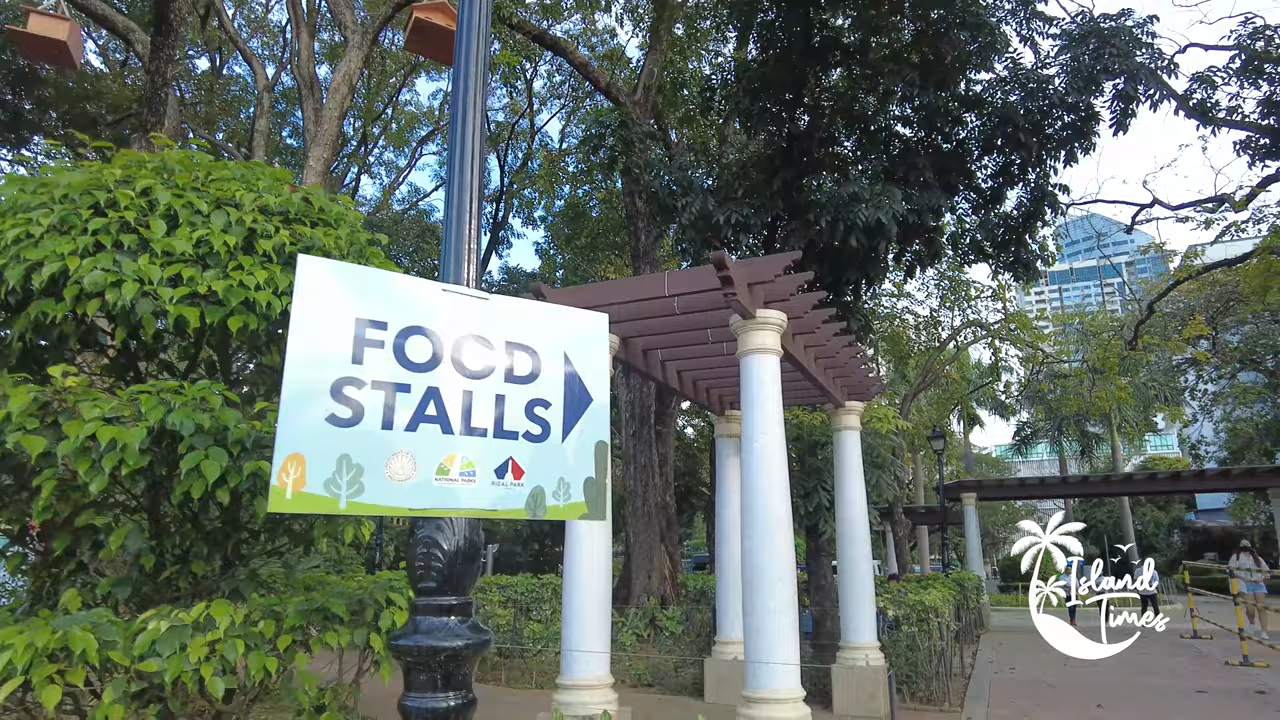 FOOD
STALLS
NATIONAL PARKS
RIZAL PARK
Island
Times